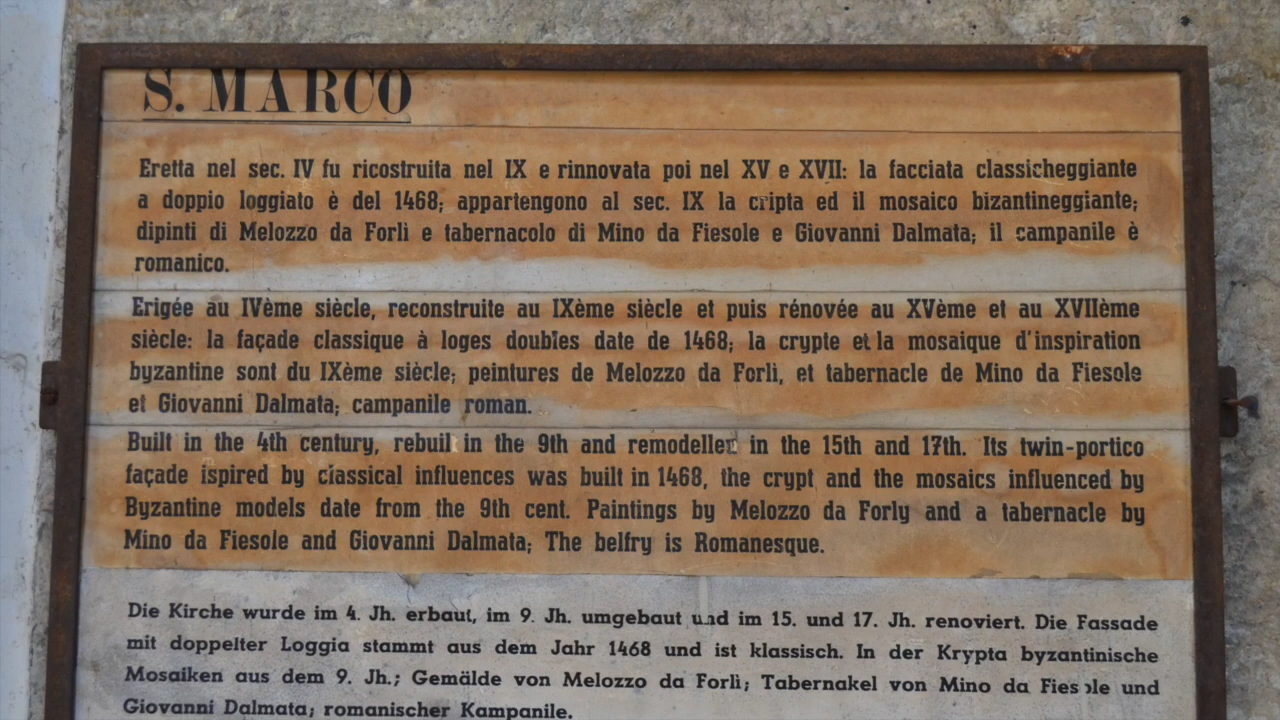 S. MARCO
Eretta nel sec. IV fu ricostruita nel IX e rinnovata poi nel XV e XVII: la facciata classicheggiante
a doppio loggiato è del 1468; appartengono al sec. IX la cripta ed il mosaico bizantineggiante;
dipinti di Melozzo da Forlì e tabernacolo di Mino da Fiesole e Giovanni Dalmata; il campanile è
romanico.
Erigée au IVème siècle, reconstruite au IXème siècle et puis rénovée au XVème et au XVIIème
siècle: la façade classique à loges doubles date de 1468; la crypte et la mosaique d'inspiration
byzantine sont du IXème siècle; peintures de Melozzo da Forlì, et tabernacle de Mino da Fiesole
et Giovanni Dalmata; campanile roman.
Built in the 4th century, rebuil in the 9th and remodelled in the 15th and 17th. Its twin-portico
façade ispired by classical influences was built in 1468, the crypt and the mosaics influenced by
Byzantine models date from the 9th cent. Paintings by Melozzo da Forly and a tabernacle by
Mino da Fiesole and Giovanni Dalmata; The belfry is Romanesque.
Die Kirche wurde im 4. Jh. erbaut, im 9. Jh. umgebaut und im 15. und 17. Jh. renoviert. Die Fassade
mit doppelter Loggia stammt aus dem Jahr 1468 und ist klassisch. In der Krypta byzantinische
Mosaiken aus dem 9. Jh.; Gemälde von Melozzo da Forlì; Tabernakel von Mino da Fiesole und
Giovanni Dalmata; romanischer Kampanile.